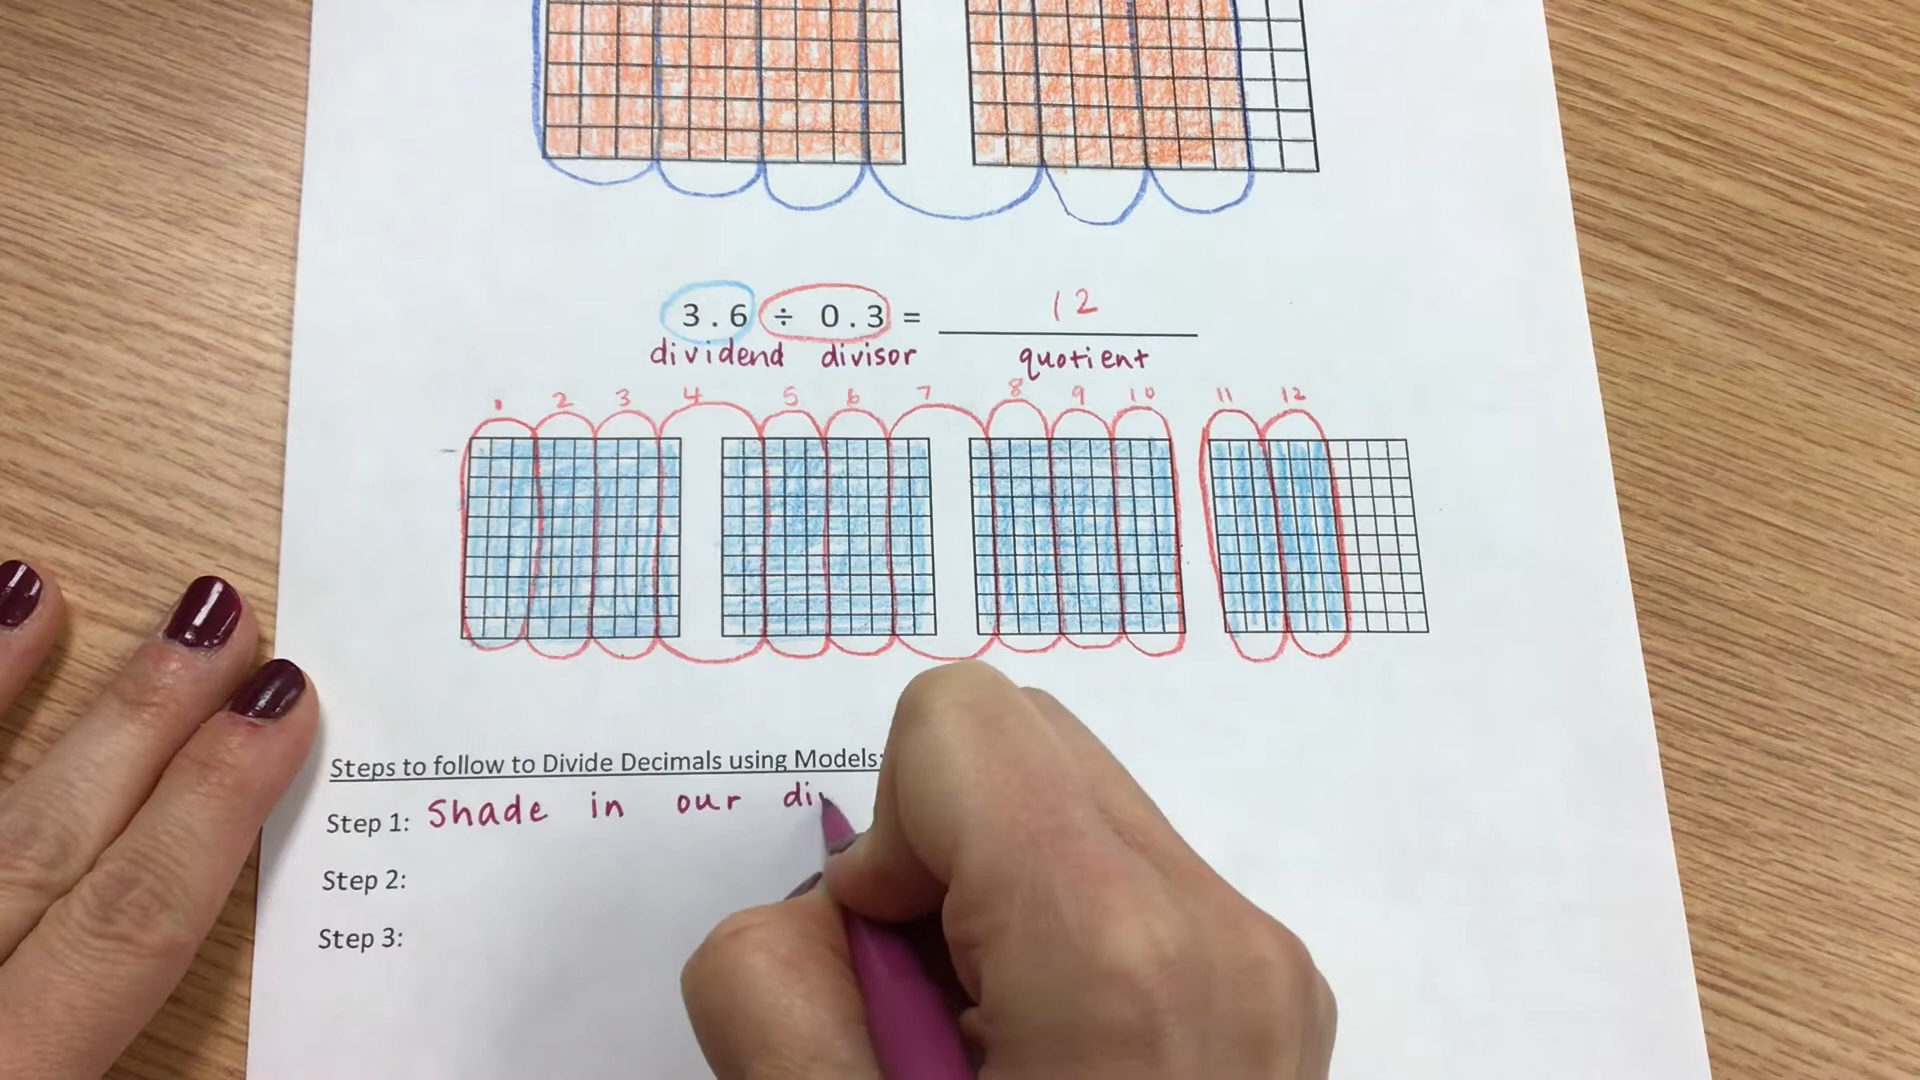 3.6 ÷ 0.3 = 12
dividend divisor quotient
1 2 3 4 5 6 7 8 9 10 11 12
Steps to follow to Divide Decimals using Models:
Step 1: Shade in our di
Step 2:
Step 3: